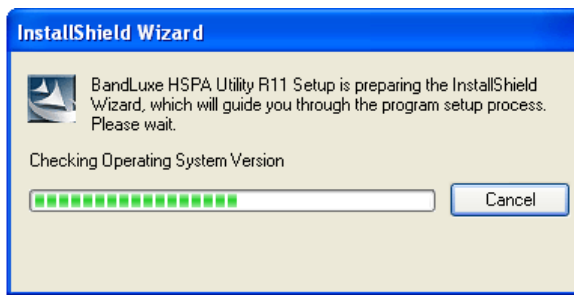 InstallShield Wizard
BandLuxe HSPA Utility R11 Setup is preparing the InstallShield
Wizard, which will guide you through the program setup process.
Please wait.
Checking Operating System Version
Cancel